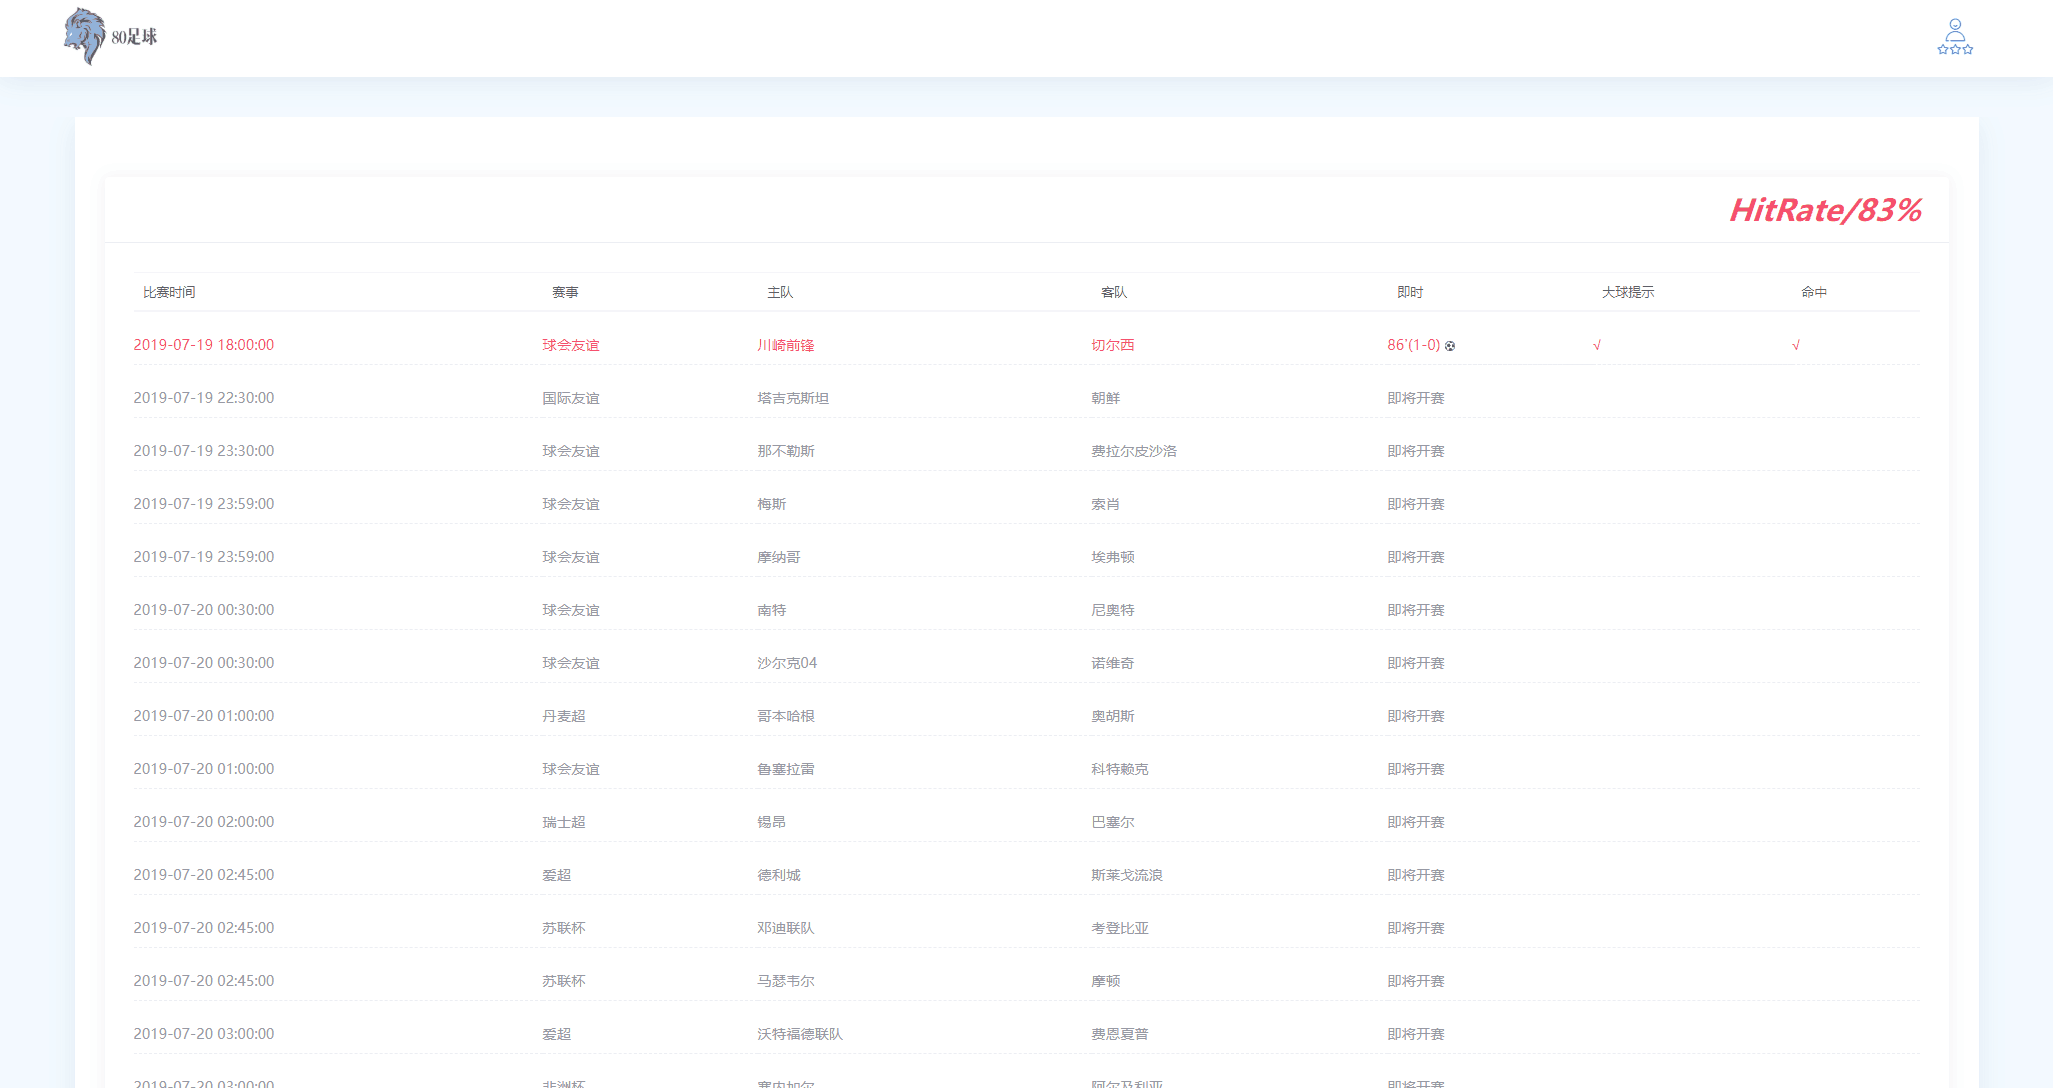 80足球
HitRate/83%
比赛时间 赛事 主队 客队 即时 大球提示 命中
2019-07-19 18:00:00 球会友谊 川崎前锋 切尔西 86'(1-0) ⚽ √ √
2019-07-19 22:30:00 国际友谊 塔吉克斯坦 朝鲜 即将开赛
2019-07-19 23:30:00 球会友谊 那不勒斯 费拉尔皮沙洛 即将开赛
2019-07-19 23:59:00 球会友谊 梅斯 索肖 即将开赛
2019-07-19 23:59:00 球会友谊 摩纳哥 埃弗顿 即将开赛
2019-07-20 00:30:00 球会友谊 南特 尼奥特 即将开赛
2019-07-20 00:30:00 球会友谊 沙尔克04 诺维奇 即将开赛
2019-07-20 01:00:00 丹麦超 哥本哈根 奥胡斯 即将开赛
2019-07-20 01:00:00 球会友谊 鲁塞拉雷 科特赖克 即将开赛
2019-07-20 02:00:00 瑞士超 锡昂 巴塞尔 即将开赛
2019-07-20 02:45:00 爱超 德利城 斯莱戈流浪 即将开赛
2019-07-20 02:45:00 苏联杯 邓迪联队 考登比亚 即将开赛
2019-07-20 02:45:00 苏联杯 马瑟韦尔 摩顿 即将开赛
2019-07-20 03:00:00 爱超 沃特福德联队 费恩夏普 即将开赛
2019-07-20 03:00:00 非洲杯 塞内加尔 阿尔及利亚 即将开赛